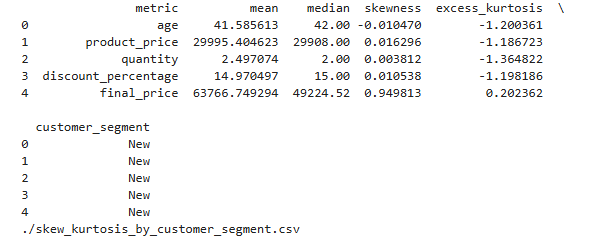 metric mean median skewness excess_kurtosis \
0 age 41.585613 42.00 -0.010470 -1.200361
1 product_price 29995.404623 29908.00 0.016296 -1.186723
2 quantity 2.497074 2.00 0.003812 -1.364822
3 discount_percentage 14.970497 15.00 0.010538 -1.198186
4 final_price 63766.749294 49224.52 0.949813 0.202362
customer_segment
0 New
1 New
2 New
3 New
4 New
./skew_kurtosis_by_customer_segment.csv